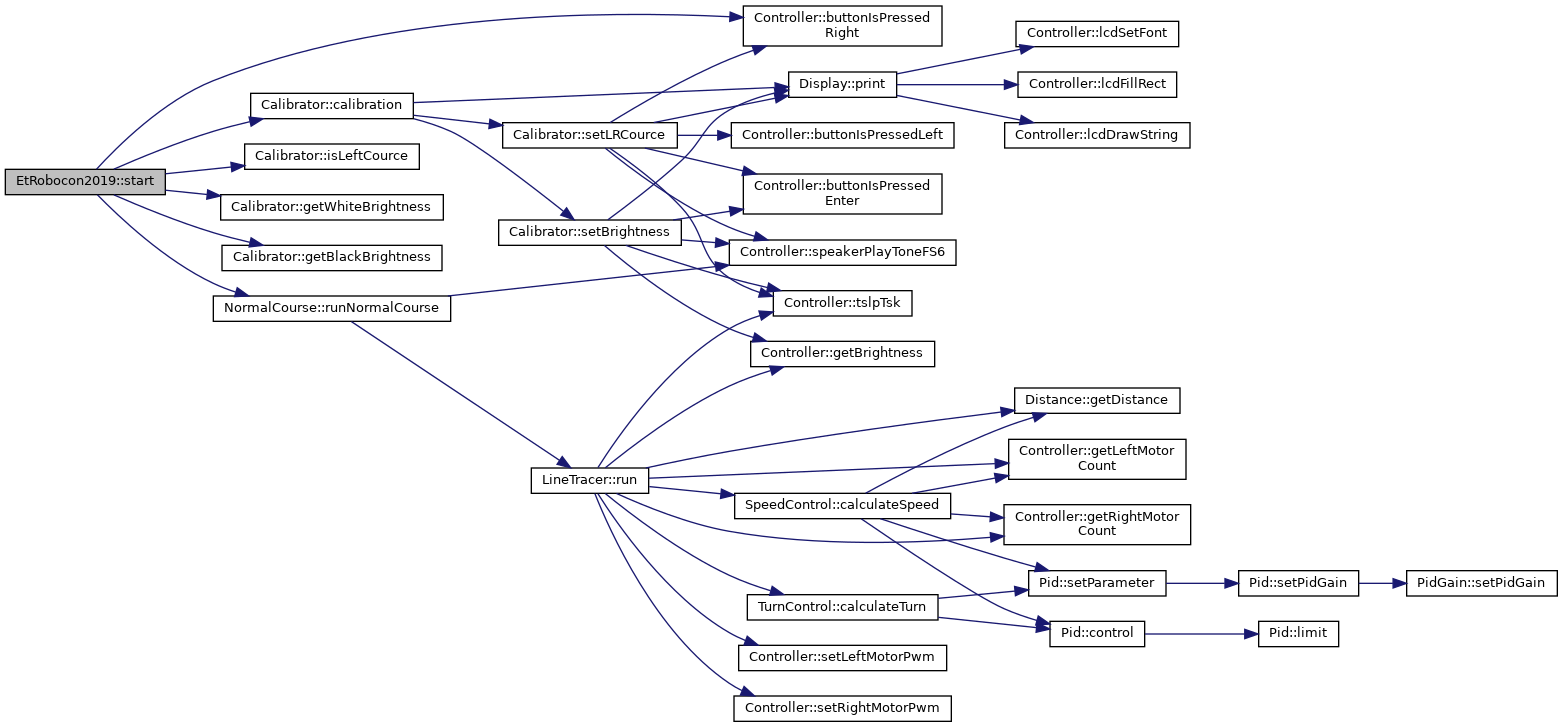 EtRobocon2019::start
Calibrator::calibration
Calibrator::isLeftCource
Calibrator::getWhiteBrightness
Calibrator::getBlackBrightness
NormalCourse::runNormalCourse
Calibrator::setLRCource
Calibrator::setBrightness
LineTracer::run
Controller::buttonIsPressed
Right
Display::print
Controller::buttonIsPressedLeft
Controller::buttonIsPressed
Enter
Controller::speakerPlayToneFS6
Controller::tslpTsk
Controller::getBrightness
SpeedControl::calculateSpeed
TurnControl::calculateTurn
Controller::setLeftMotorPwm
Controller::setRightMotorPwm
Controller::lcdSetFont
Controller::lcdFillRect
Controller::lcdDrawString
Distance::getDistance
Controller::getLeftMotor
Count
Controller::getRightMotor
Count
Pid::setParameter
Pid::control
Pid::setPidGain
Pid::limit
PidGain::setPidGain